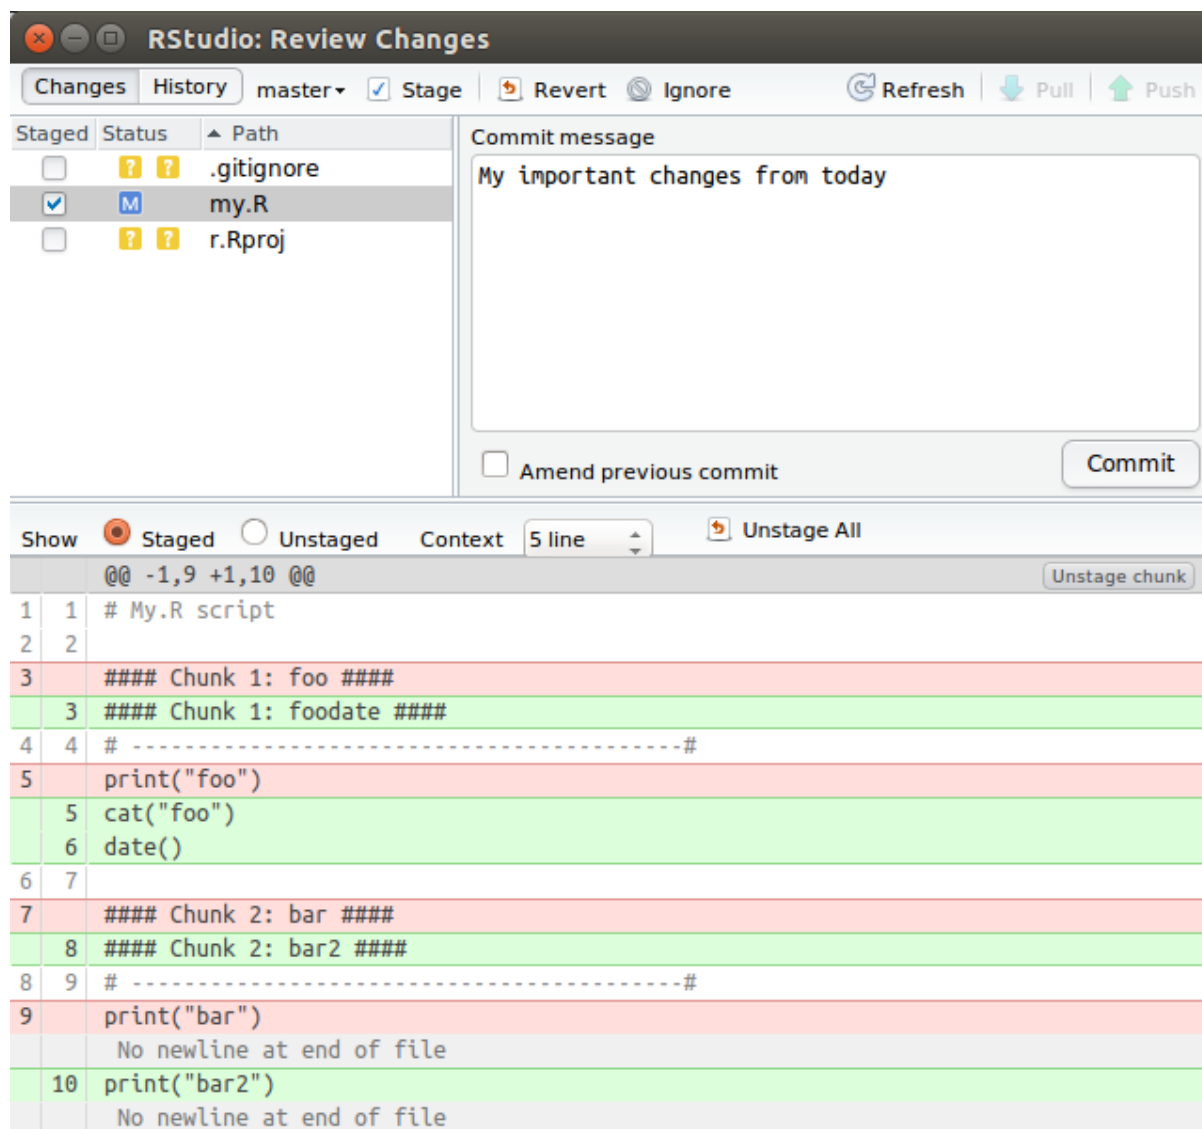 RStudio: Review Changes
Changes History master Stage Revert Ignore Refresh Pull Push
Staged Status Path
Commit message
? ? .gitignore
My important changes from today
M my.R
? ? r.Rproj
Amend previous commit
Commit
Show Staged Unstaged Context 5 line Unstage All
@@ -1,9 +1,10 @@ Unstage chunk
1 1 # My.R script
2 2
3 #### Chunk 1: foo ####
3 #### Chunk 1: foodate ####
4 4 # ------------------------------------------#
5 print("foo")
5 cat("foo")
6 date()
6 7
7 #### Chunk 2: bar ####
8 #### Chunk 2: bar2 ####
8 9 # ------------------------------------------#
9 print("bar")
No newline at end of file
10 print("bar2")
No newline at end of file